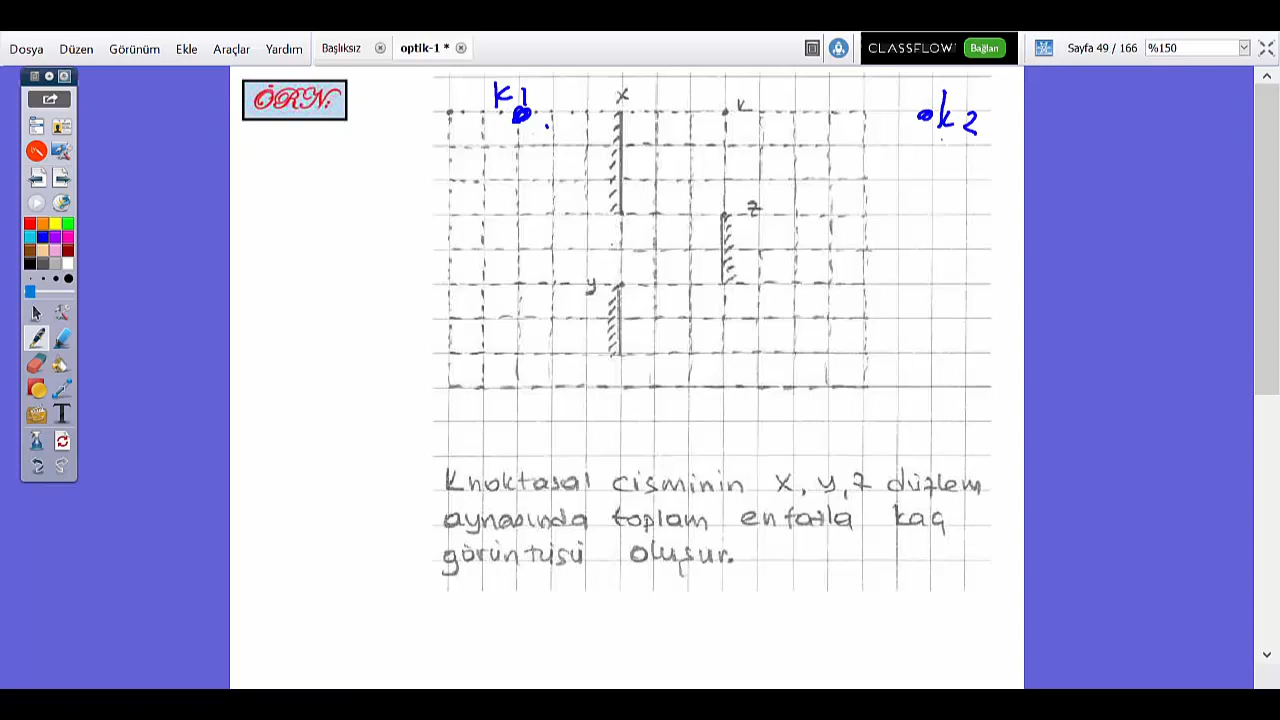 Dosya Düzen Görünüm Ekle Araçlar Yardım Başlıksız optik-1 * CLASSFLOW Bağlan Sayfa 49 / 166 %150
ÖRN:
K1
x
K
k2
z
y
K noktasal cisminin x, y, z düzlem
aynasında toplam en fazla kaç
görüntüsü oluşur.